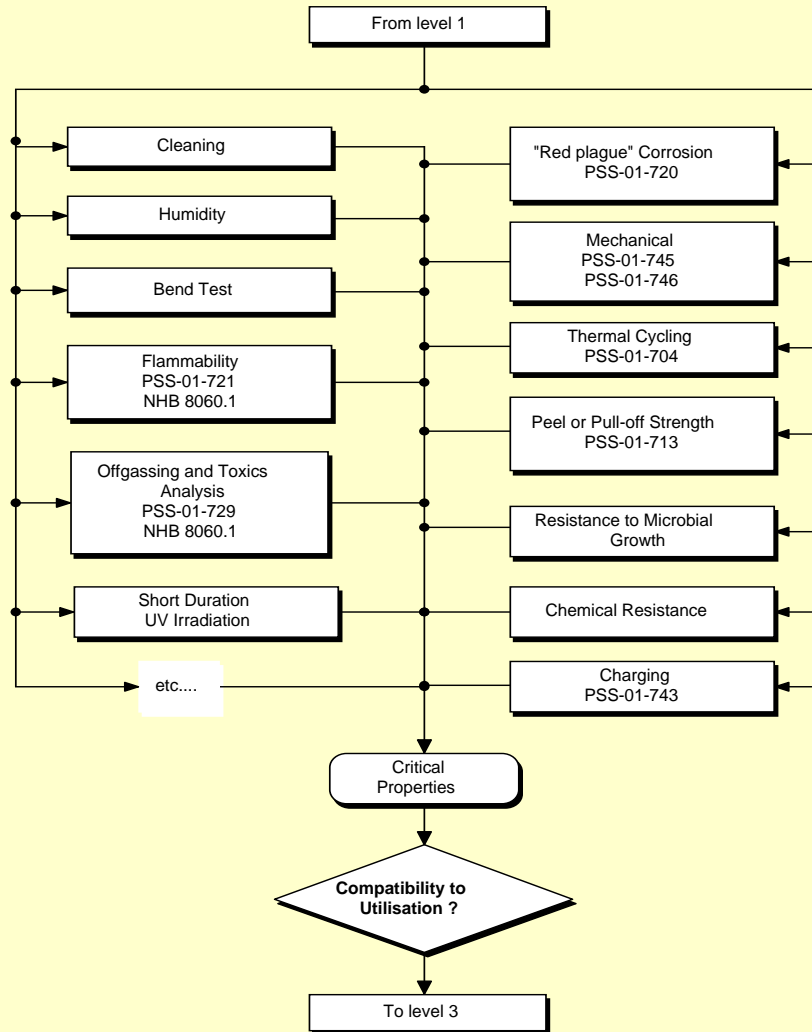 From level 1
Cleaning
Humidity
Bend Test
Flammability
PSS-01-721
NHB 8060.1
Offgassing and Toxics
Analysis
PSS-01-729
NHB 8060.1
Short Duration
UV Irradiation
etc....
"Red plague" Corrosion
PSS-01-720
Mechanical
PSS-01-745
PSS-01-746
Thermal Cycling
PSS-01-704
Peel or Pull-off Strength
PSS-01-713
Resistance to Microbial
Growth
Chemical Resistance
Charging
PSS-01-743
Critical
Properties
Compatibility to
Utilisation ?
To level 3